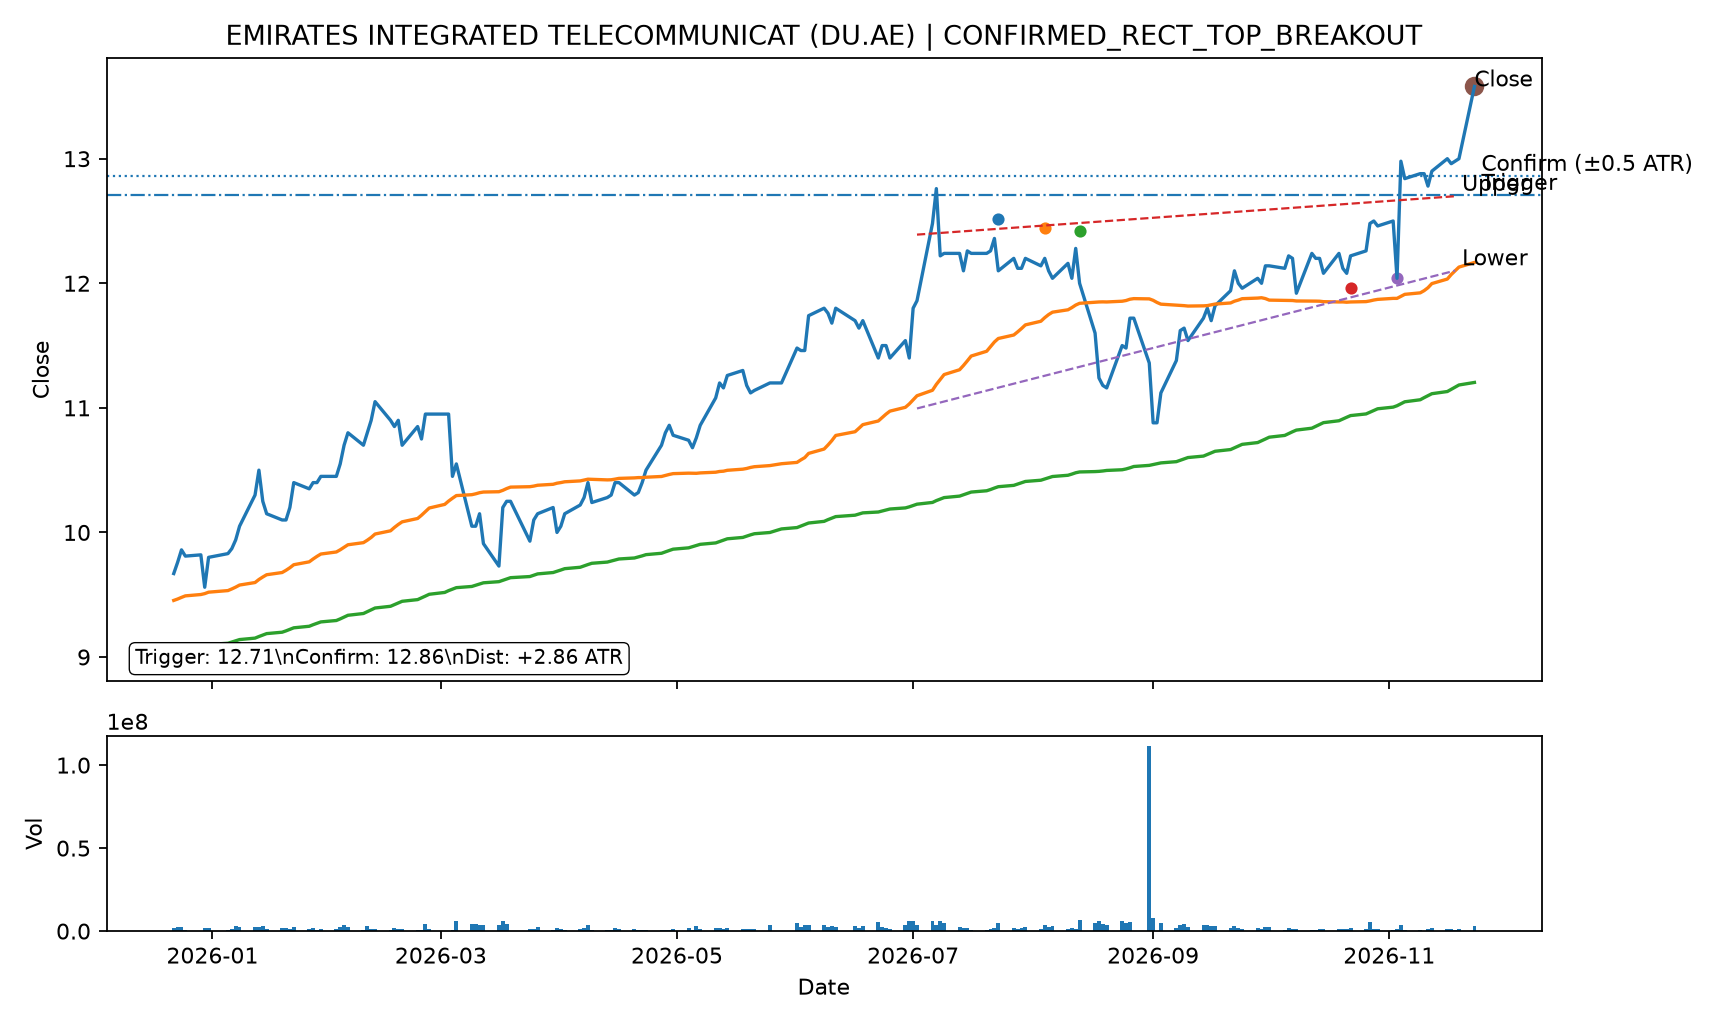 EMIRATES INTEGRATED TELECOMMUNICAT (DU.AE) | CONFIRMED_RECT_TOP_BREAKOUT
Close
13
Confirm (±0.5 ATR)
Upper
Trigger
12
Lower
Close
11
10
9
Trigger: 12.71\nConfirm: 12.86\nDist: +2.86 ATR
1e8
1.0
Vol
0.5
0.0
2026-01 2026-03 2026-05 2026-07 2026-09 2026-11
Date